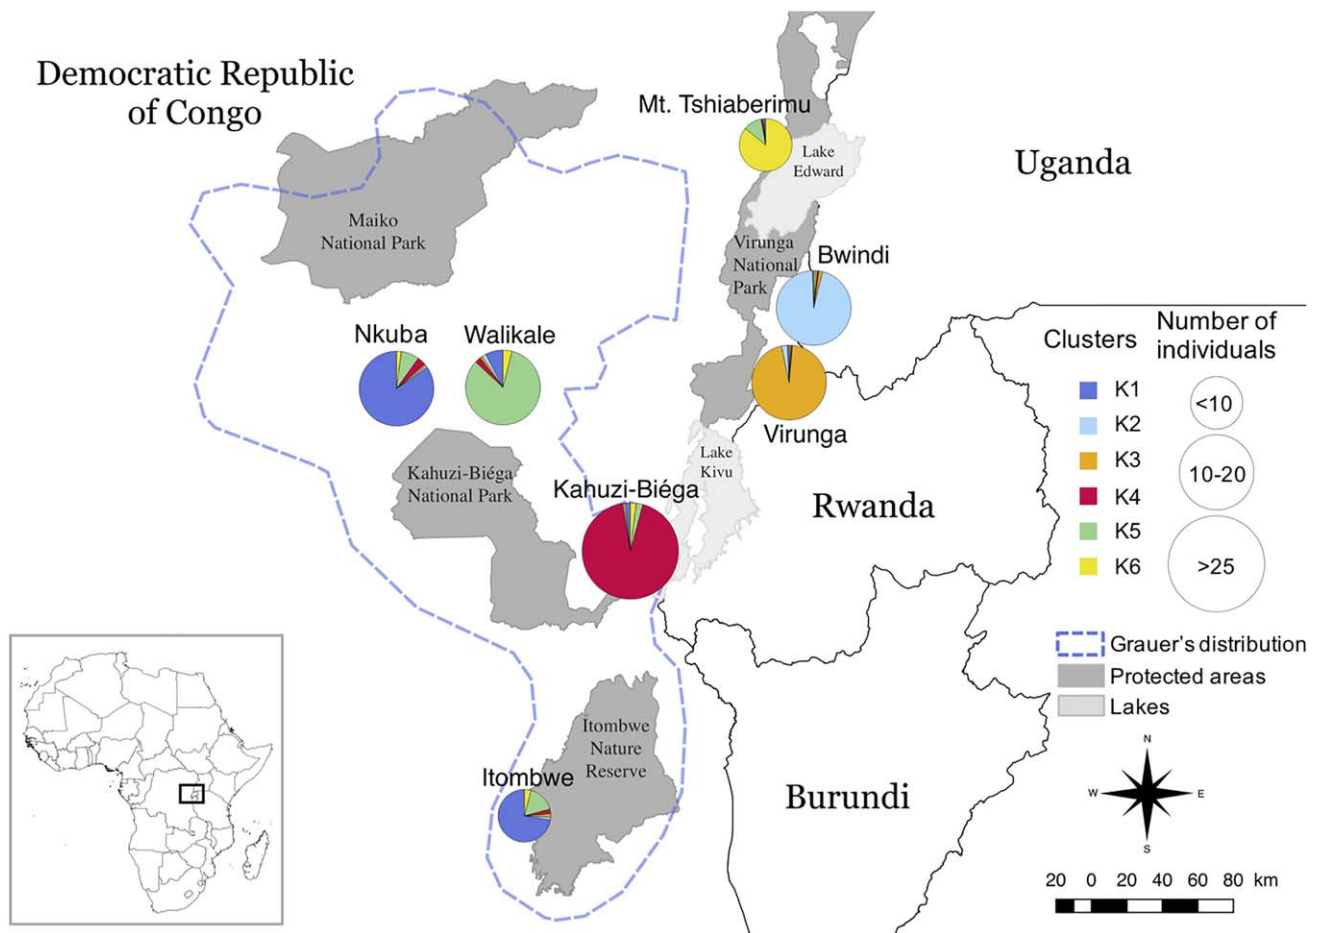 Democratic Republic
of Congo
Mt. Tshiaberimu
Lake
Edward
Uganda
Maiko
National Park
Virunga
National
Park
Bwindi
Nkuba
Walikale
Virunga
Clusters
Number of
individuals
K1
K2
K3
K4
K5
K6
<10
10-20
>25
Lake
Kivu
Kahuzi-Biéga
National Park
Kahuzi-Biéga
Rwanda
Grauer's distribution
Protected areas
Lakes
Itombwe
Nature
Reserve
Itombwe
Burundi
N
W
E
S
20 0 20 40 60 80 km